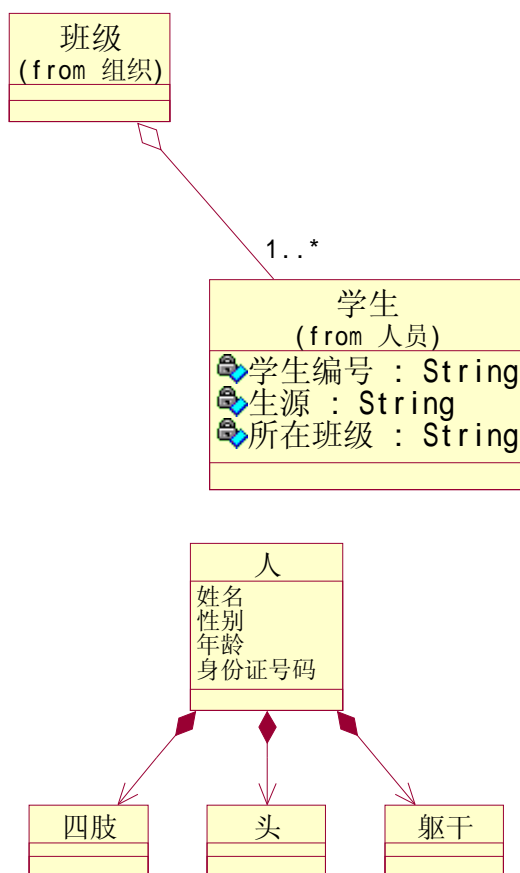 班级
(from 组织)
1..*
学生
(from 人员)
学生编号 : String
生源 : String
所在班级 : String
人
姓名
性别
年龄
身份证号码
四肢
头
躯干